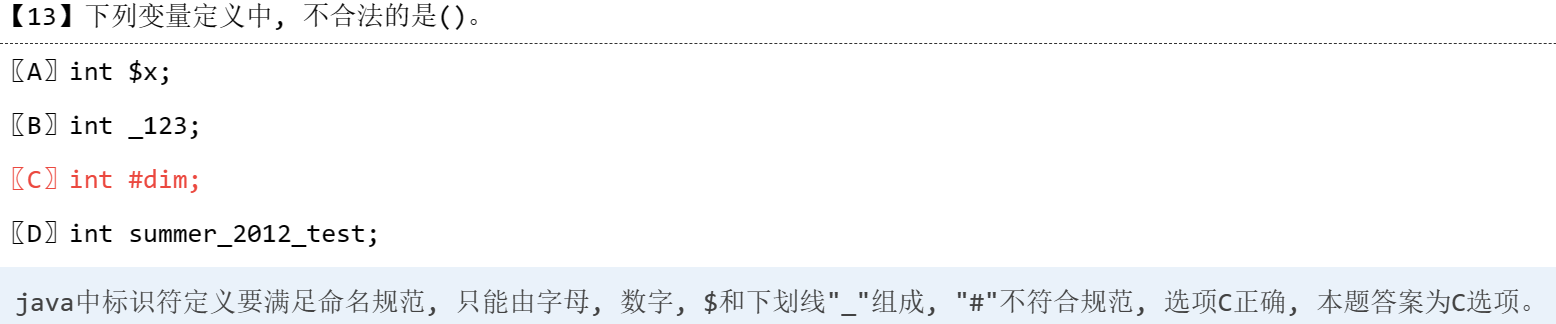 【13】下列变量定义中, 不合法的是()。
〖A〗int $x;
〖B〗int _123;
〖C〗int #dim;
〖D〗int summer_2012_test;
java中标识符定义要满足命名规范, 只能由字母, 数字, $和下划线"_"组成, "#"不符合规范, 选项C正确, 本题答案为C选项。